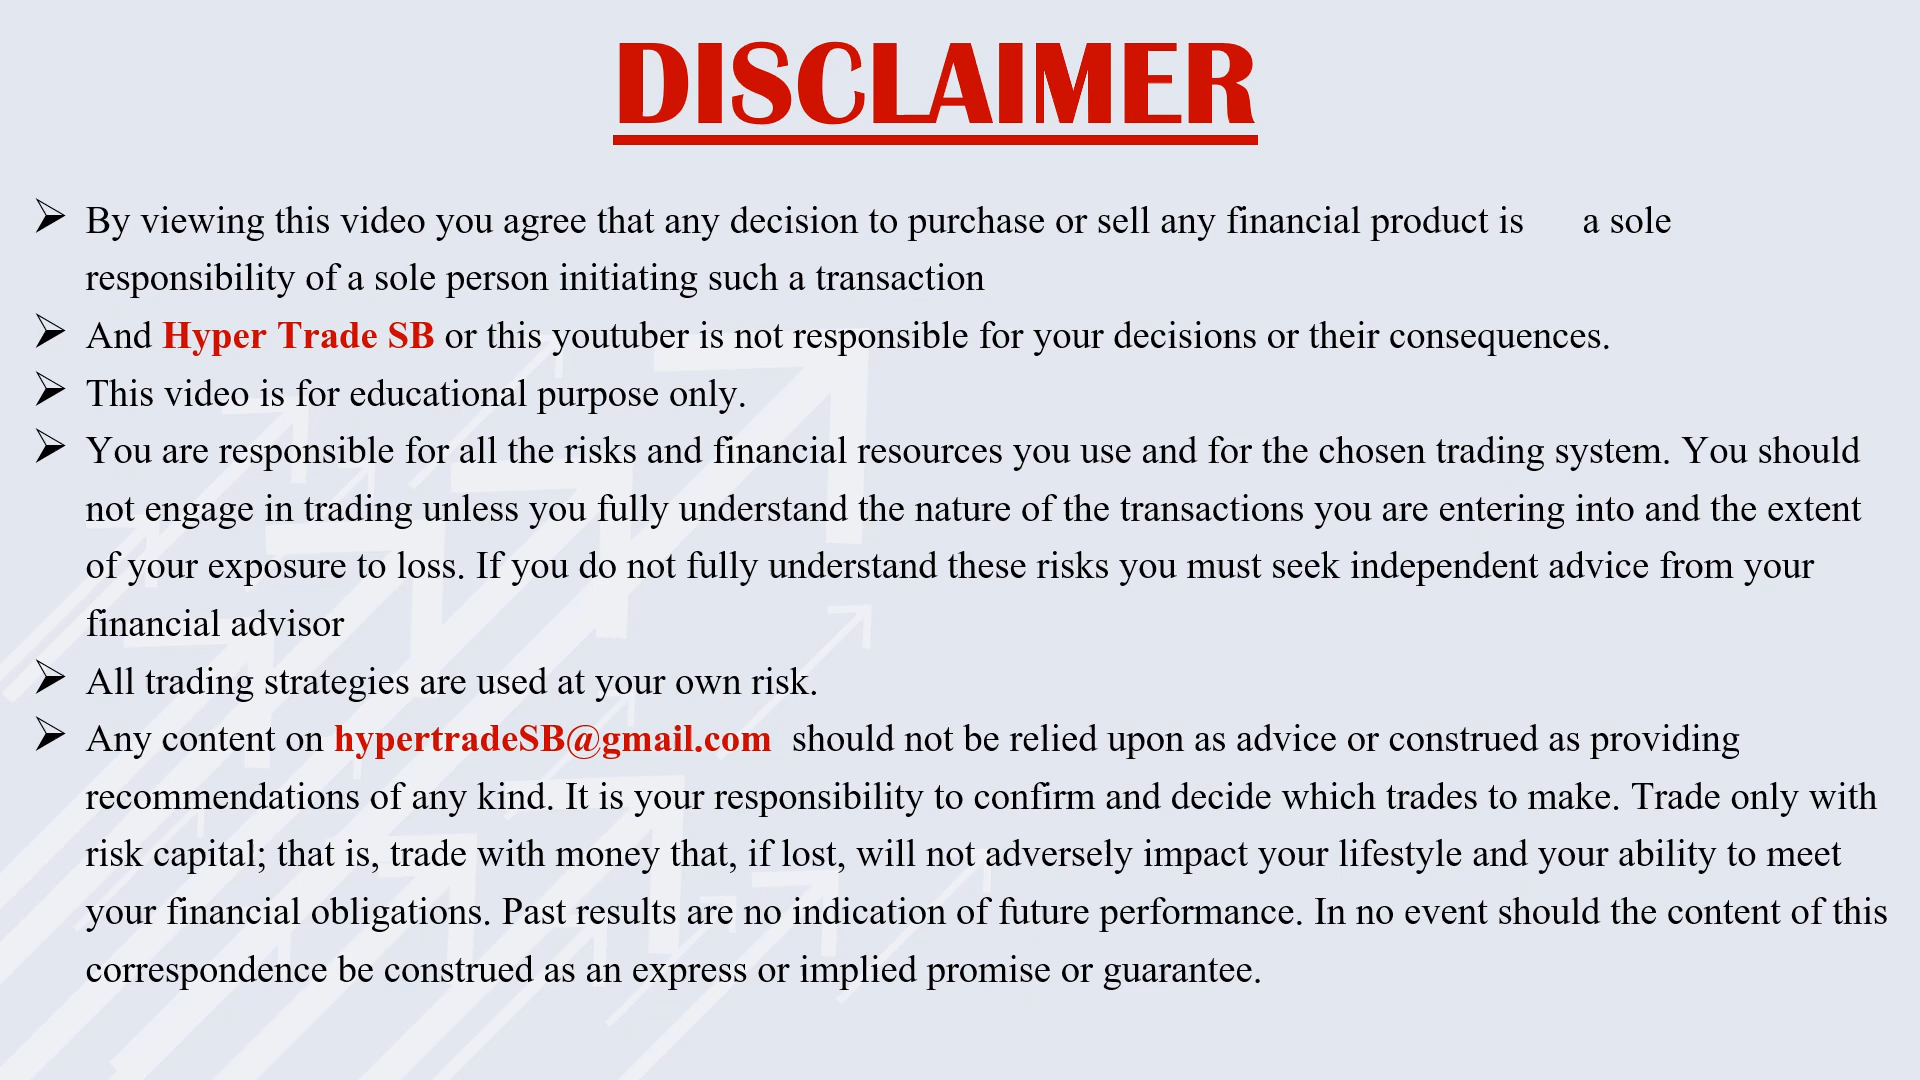 DISCLAIMER
➢ By viewing this video you agree that any decision to purchase or sell any financial product is a sole
responsibility of a sole person initiating such a transaction
➢ And Hyper Trade SB or this youtuber is not responsible for your decisions or their consequences.
➢ This video is for educational purpose only.
➢ You are responsible for all the risks and financial resources you use and for the chosen trading system. You should
not engage in trading unless you fully understand the nature of the transactions you are entering into and the extent
of your exposure to loss. If you do not fully understand these risks you must seek independent advice from your
financial advisor
➢ All trading strategies are used at your own risk.
➢ Any content on hypertradeSB@gmail.com should not be relied upon as advice or construed as providing
recommendations of any kind. It is your responsibility to confirm and decide which trades to make. Trade only with
risk capital; that is, trade with money that, if lost, will not adversely impact your lifestyle and your ability to meet
your financial obligations. Past results are no indication of future performance. In no event should the content of this
correspondence be construed as an express or implied promise or guarantee.